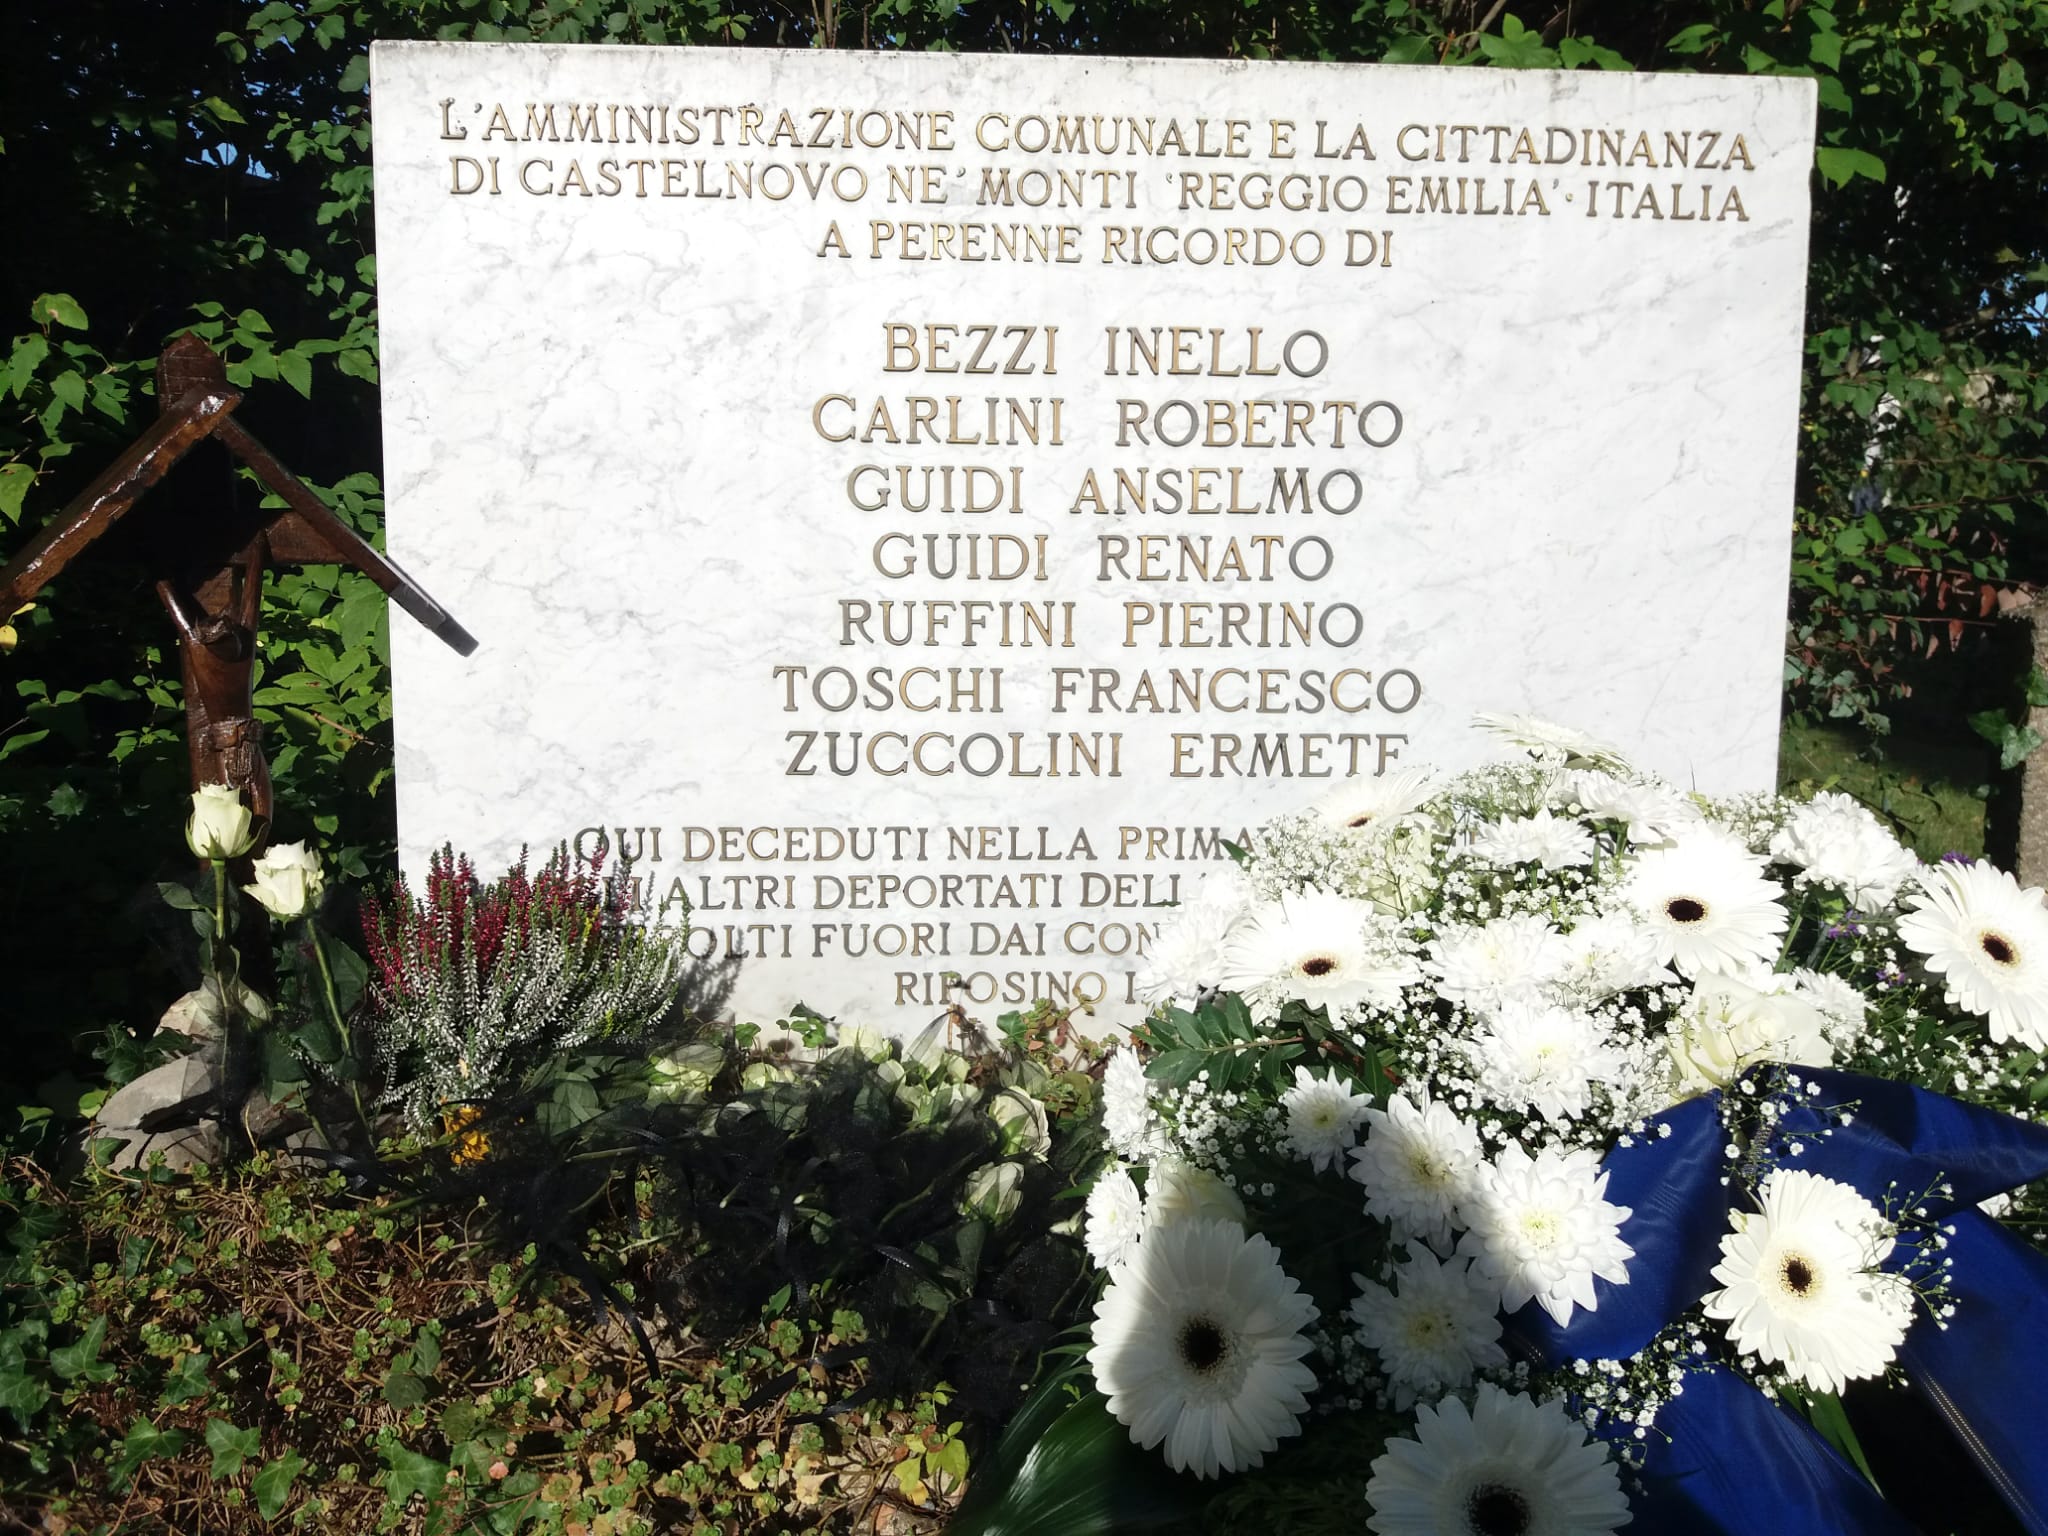 L'AMMINISTRAZIONE COMUNALE E LA CITTADINANZA
DI CASTELNOVO NE' MONTI 'REGGIO EMILIA'·ITALIA
A PERENNE RICORDO DI
BEZZI INELLO
CARLINI ROBERTO
GUIDI ANSELMO
GUIDI RENATO
RUFFINI PIERINO
TOSCHI FRANCESCO
ZUCCOLINI ERMETE
QUI DECEDUTI NELLA
ALTRI DEPORTATI
FUORI DAI
RIPOSINO